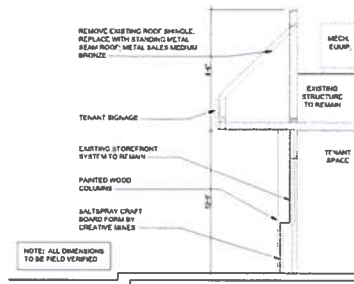 REMOVE EXISTING ROOF SHINGLE,
REPLACE WITH STANDING METAL
SEAM ROOF; METAL SALES MEDIUM
BRONZE
MECH.
EQUIP.
EXISTING
STRUCTURE
TO REMAIN
TENANT SIGNAGE
EXISTING STOREFRONT
SYSTEM TO REMAIN
TENANT
SPACE
PAINTED WOOD
COLUMNS
SALTSPRAY CRAFT
BOARD FORM BY
CREATIVE MINES
NOTE: ALL DIMENSIONS
TO BE FIELD VERIFIED